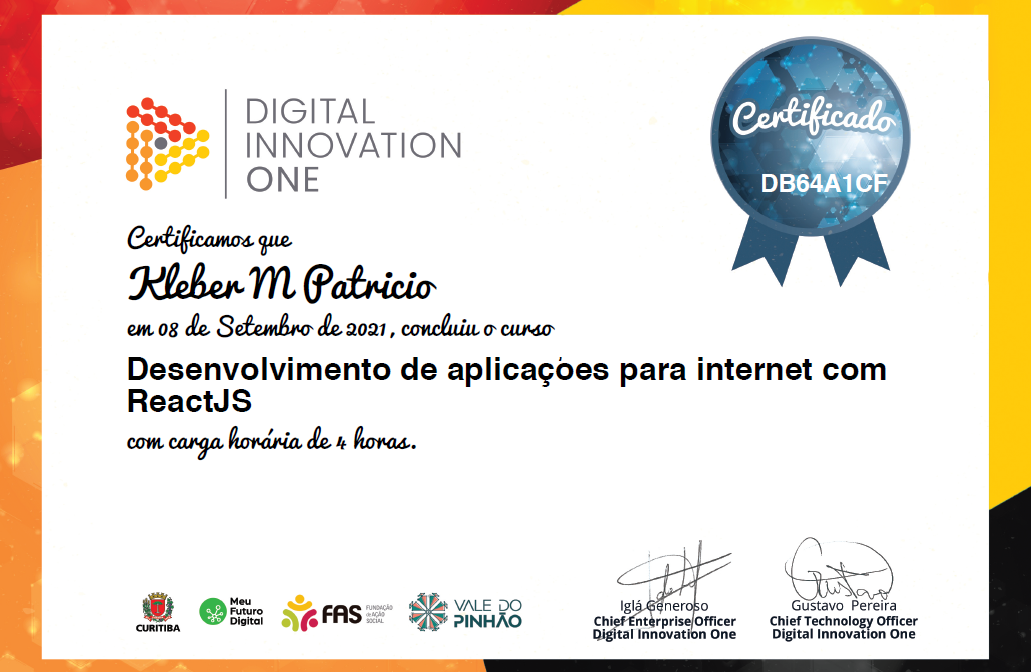 DIGITAL
INNOVATION
ONE
Certificado
DB64A1CF
Certificamos que
Kleber M Patricio
em 08 de Setembro de 2021, concluiu o curso
Desenvolvimento de aplicações para internet com
ReactJS
com carga horária de 4 horas.
CURITIBA
Meu
Futuro
Digital
FAS
FUNDAÇÃO
DE AÇÃO
SOCIAL
VALE DO
PINHÃO
Iglá Generoso
Chief Enterprise Officer
Digital Innovation One
Gustavo Pereira
Chief Technology Officer
Digital Innovation One